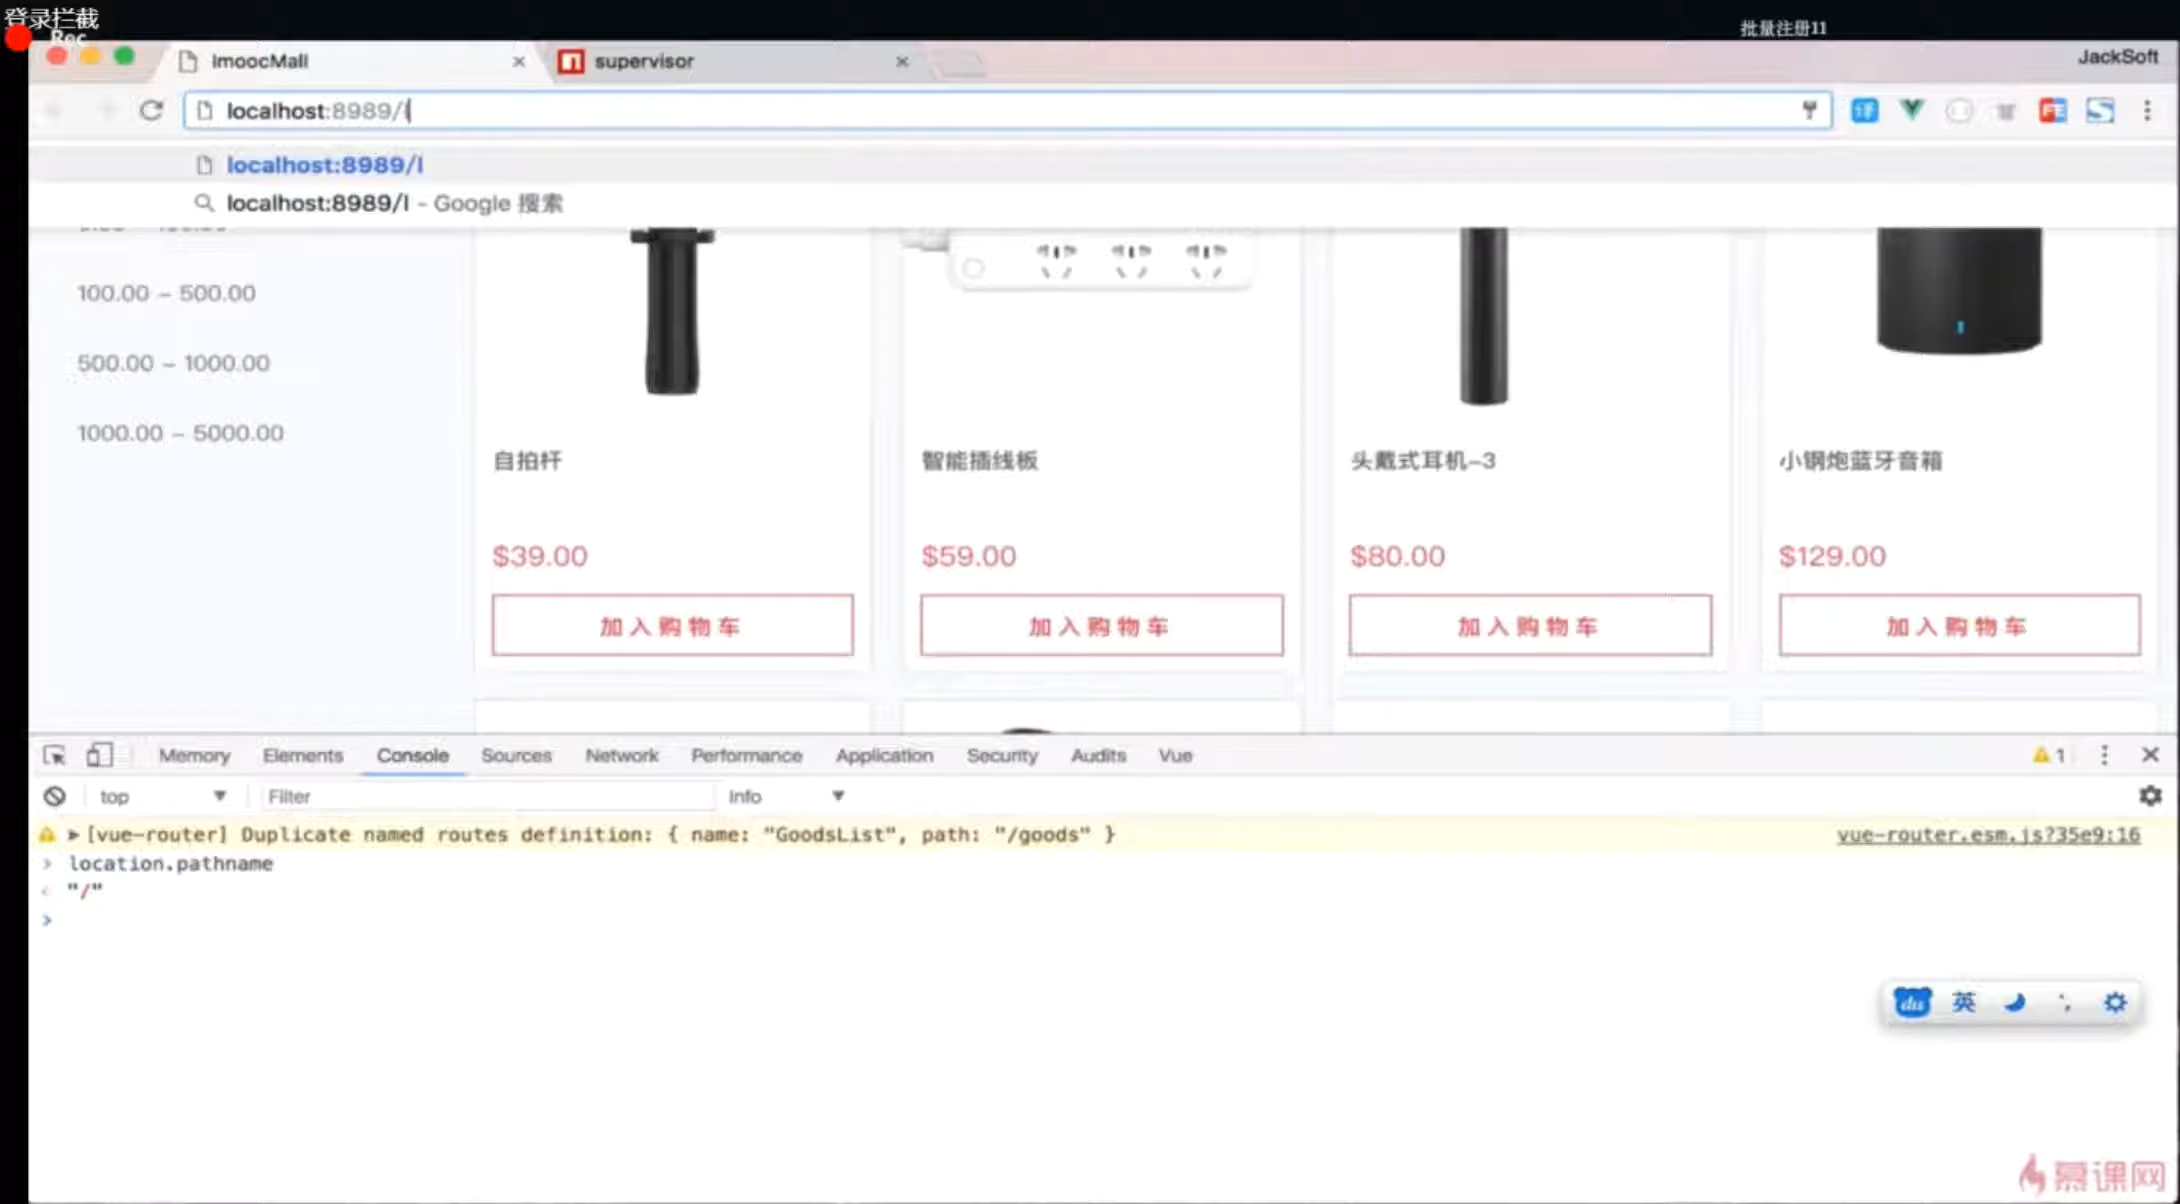 登录拦截
Rec
批量注册11
ImoocMall
supervisor
JackSoft
localhost:8989/l
localhost:8989/l
localhost:8989/l - Google 搜索
100.00 - 500.00
500.00 - 1000.00
1000.00 - 5000.00
自拍杆
智能插线板
头戴式耳机-3
小钢炮蓝牙音箱
$39.00
$59.00
$80.00
$129.00
加入购物车
加入购物车
加入购物车
加入购物车
Memory Elements Console Sources Network Performance Application Security Audits Vue
1
top
Filter
Info
[vue-router] Duplicate named routes definition: { name: "GoodsList", path: "/goods" }
vue-router.esm.js?35e9:16
> location.pathname
< "/"
>
du 英
慕课网